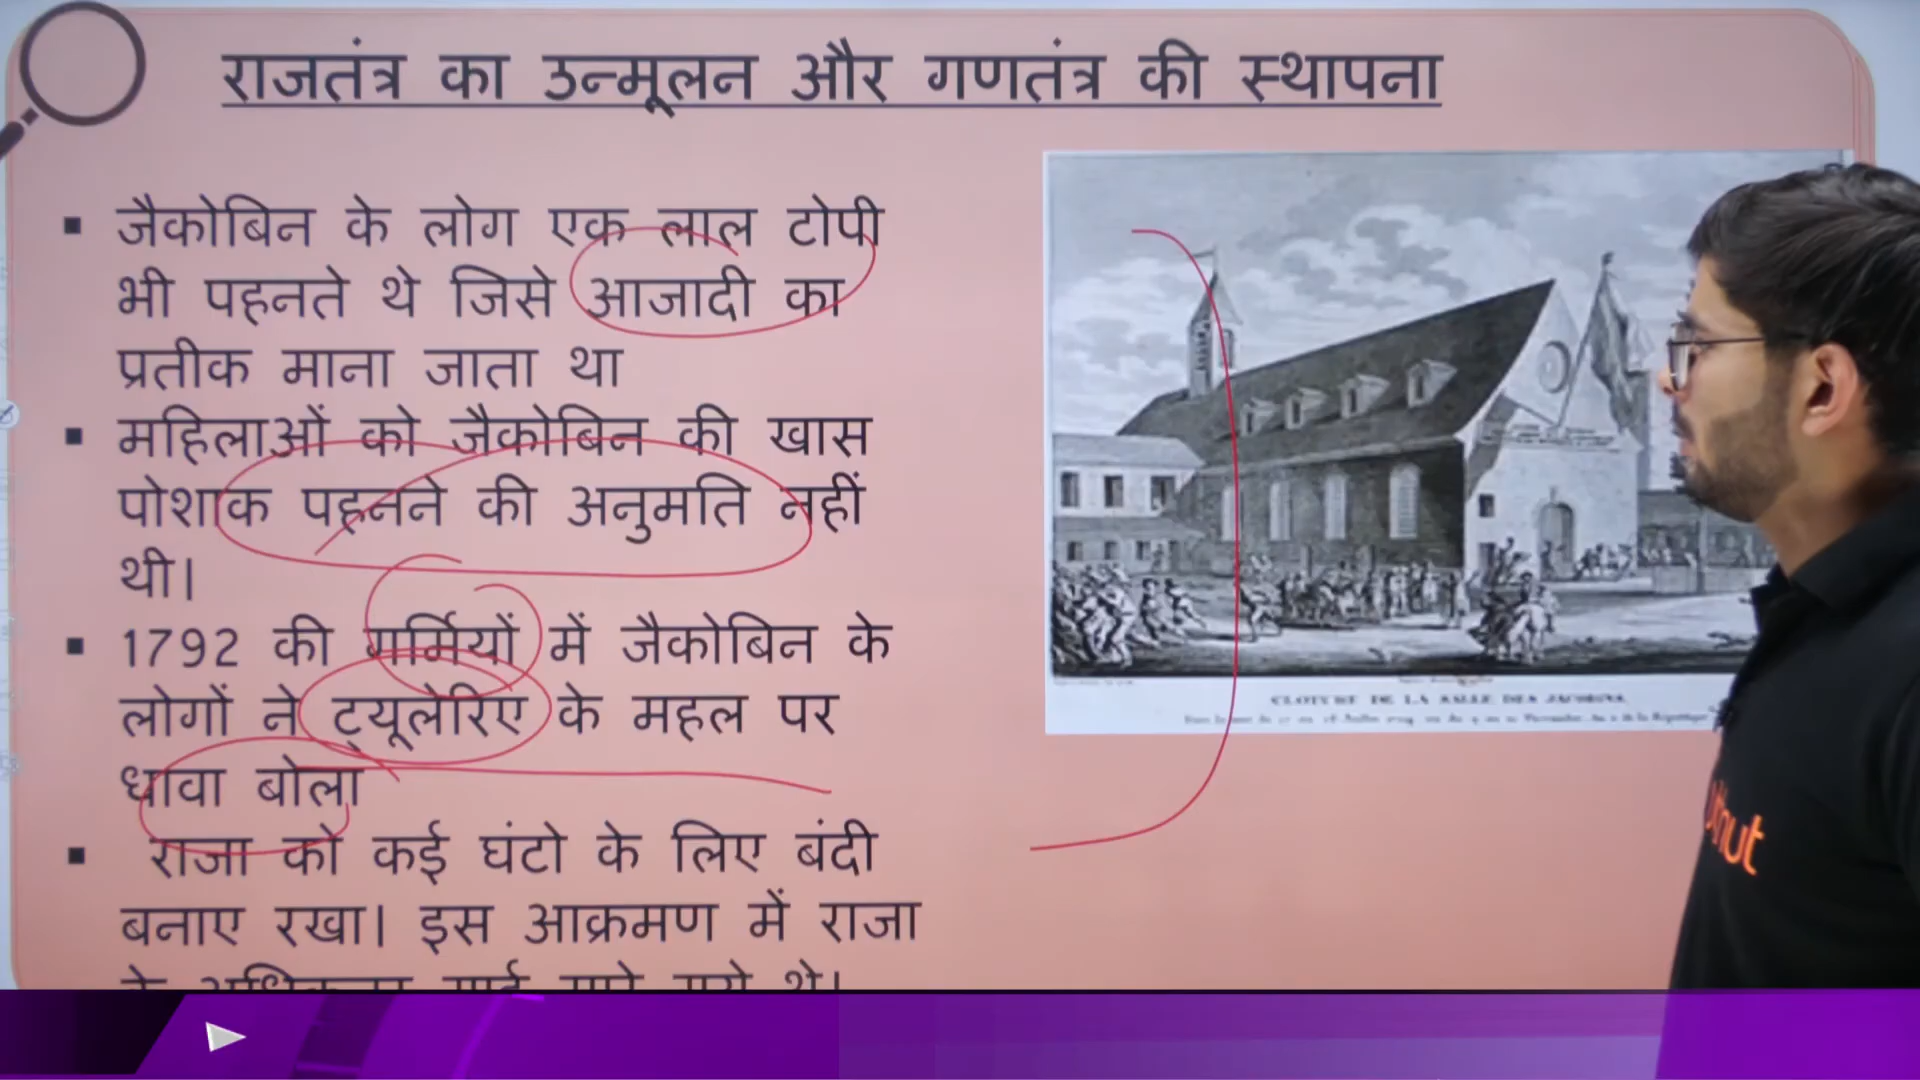 राजतंत्र का उन्मूलन और गणतंत्र की स्थापना
जैकोबिन के लोग एक लाल टोपी
भी पहनते थे जिसे आजादी का
प्रतीक माना जाता था
महिलाओं को जैकोबिन की खास
पोशाक पहनने की अनुमति नहीं
थी।
1792 की गर्मियों में जैकोबिन के
लोगों ने ट्यूलेरिए के महल पर
धावा बोला
राजा को कई घंटो के लिए बंदी
बनाए रखा। इस आक्रमण में राजा
CLOTURE DE LA SALLE DES JACOBINS